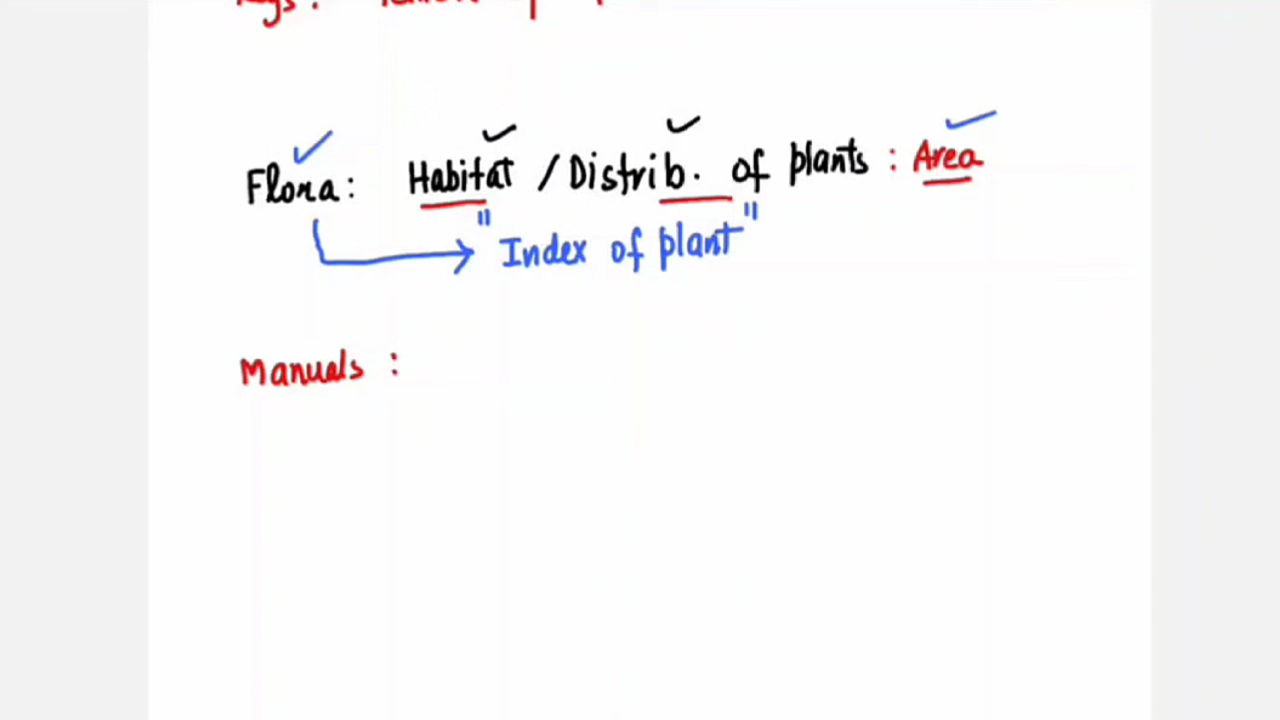 Flora: Habitat / Distrib. of plants : Area
"Index of plant"
Manuals :